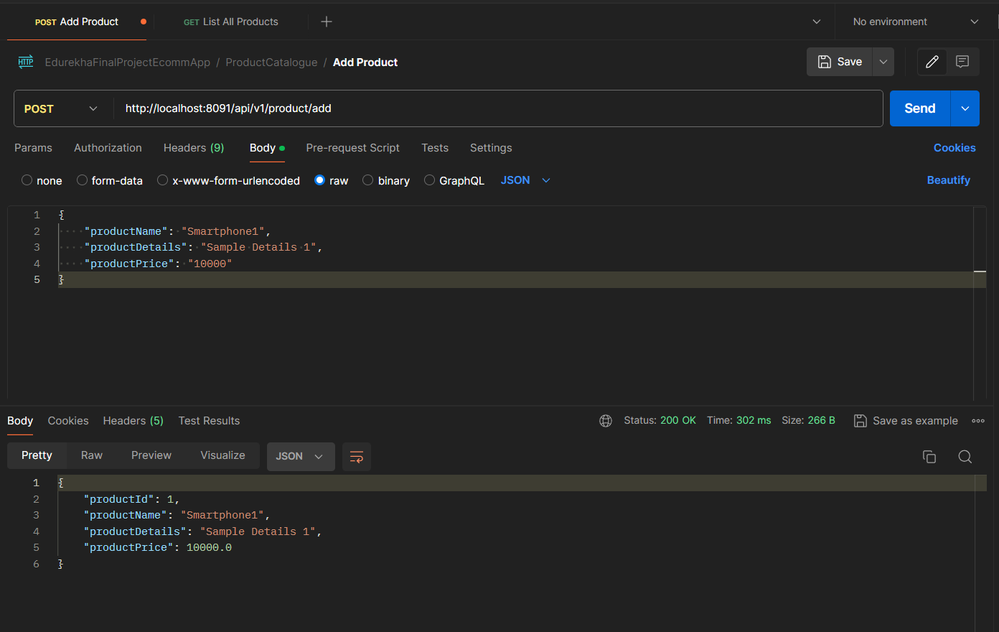 POST Add Product GET List All Products No environment
HTTP EdurekhaFinalProjectEcommApp / ProductCatalogue / Add Product Save
POST http://localhost:8091/api/v1/product/add Send
Params Authorization Headers (9) Body Pre-request Script Tests Settings Cookies
none form-data x-www-form-urlencoded raw binary GraphQL JSON Beautify
1 {
2 ····"productName":·"Smartphone1",
3 ····"productDetails":·"Sample·Details·1",
4 ····"productPrice":·"10000"
5 }
Body Cookies Headers (5) Test Results Status: 200 OK Time: 302 ms Size: 266 B Save as example
Pretty Raw Preview Visualize JSON
1 {
2 "productId": 1,
3 "productName": "Smartphone1",
4 "productDetails": "Sample Details 1",
5 "productPrice": 10000.0
6 }